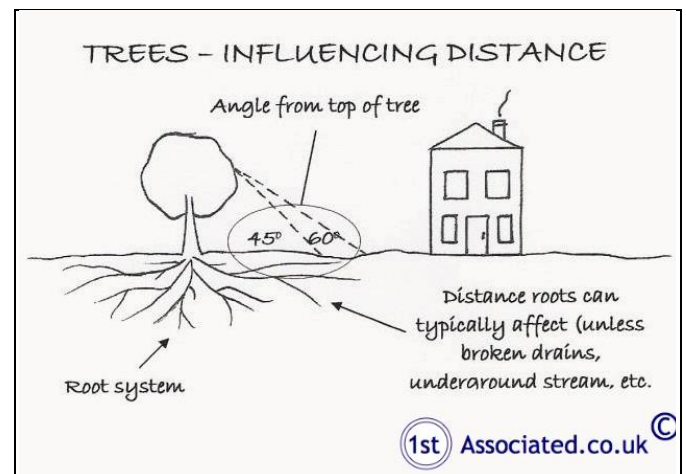 TREES – INFLUENCING DISTANCE
Angle from top of tree
45° 60°
Distance roots can
typically affect (unless
broken drains,
underground stream, etc.
Root system
1st Associated.co.uk ©